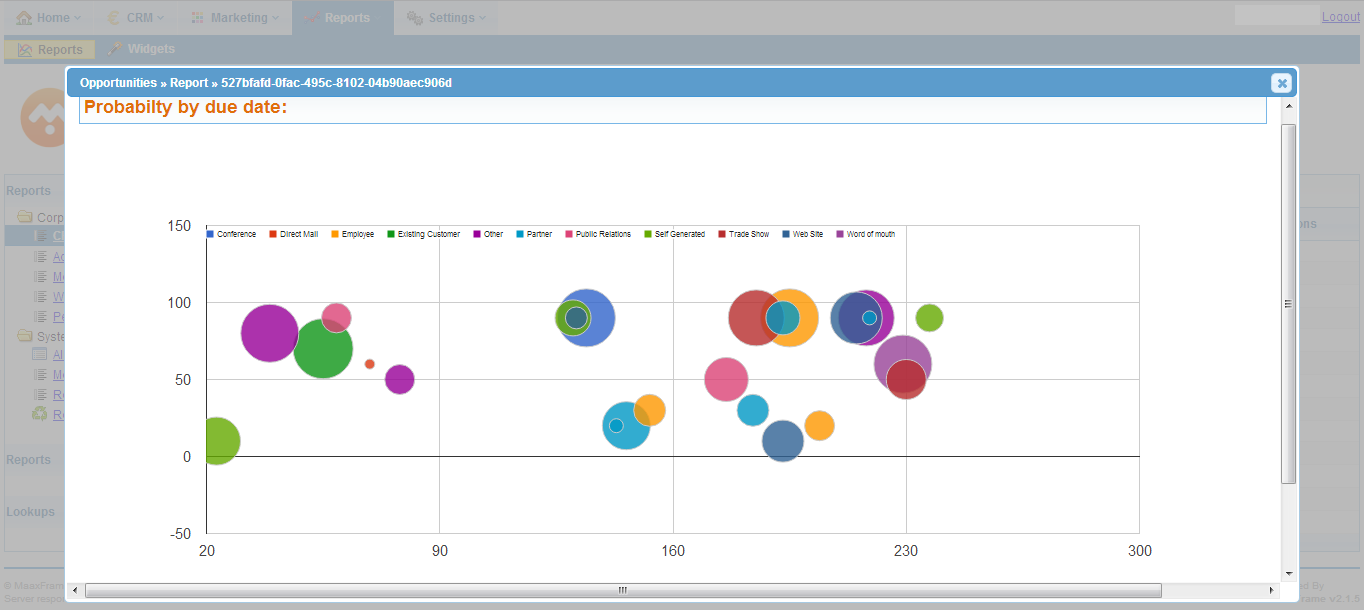 Home CRM Marketing Reports Settings Logout
Reports Widgets
Opportunities » Report » 527bfafd-0fac-495c-8102-04b90aec906d
Probabilty by due date:
Reports
Corp
System
Reports
Lookups
150
Conference Direct Mail Employee Existing Customer Other Partner Public Relations Self Generated Trade Show Web Site Word of mouth
100
50
0
-50
20 90 160 230 300